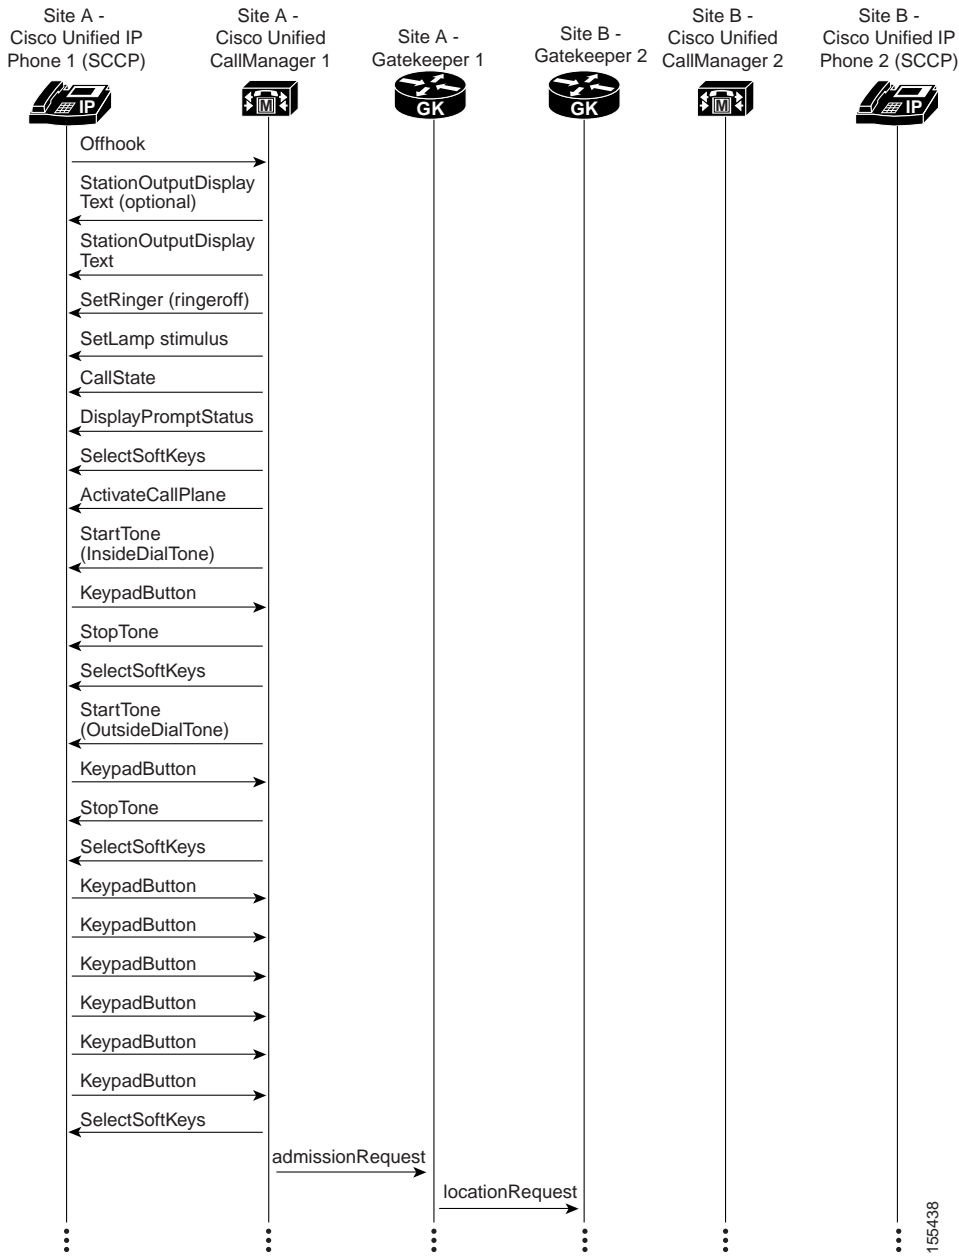 Site A -
Cisco Unified IP
Phone 1 (SCCP)
Site A -
Cisco Unified
CallManager 1
Site A -
Gatekeeper 1
Site B -
Gatekeeper 2
Site B -
Cisco Unified
CallManager 2
Site B -
Cisco Unified IP
Phone 2 (SCCP)
IP
M
GK
GK
M
IP
Offhook
StationOutputDisplay
Text (optional)
StationOutputDisplay
Text
SetRinger (ringeroff)
SetLamp stimulus
CallState
DisplayPromptStatus
SelectSoftKeys
ActivateCallPlane
StartTone
(InsideDialTone)
KeypadButton
StopTone
SelectSoftKeys
StartTone
(OutsideDialTone)
KeypadButton
StopTone
SelectSoftKeys
KeypadButton
KeypadButton
KeypadButton
KeypadButton
KeypadButton
KeypadButton
SelectSoftKeys
admissionRequest
locationRequest
155438